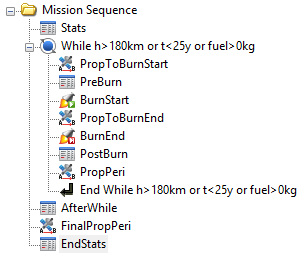 Mission Sequence
Stats
While h>180km or t<25y or fuel>0kg
PropToBurnStart
PreBurn
BurnStart
PropToBurnEnd
BurnEnd
PostBurn
PropPeri
End While h>180km or t<25y or fuel>0kg
AfterWhile
FinalPropPeri
EndStats